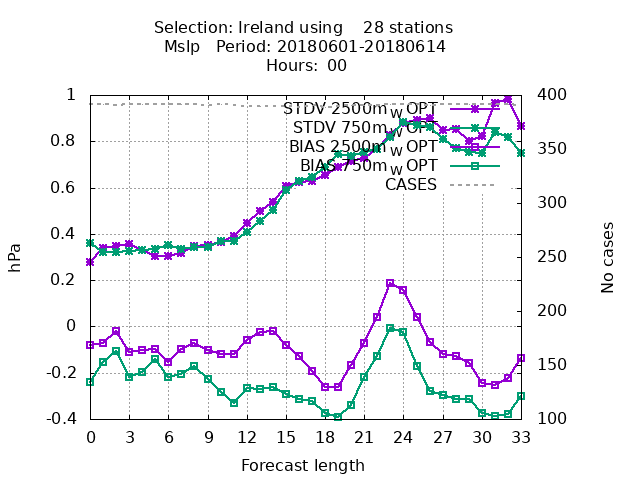 Selection: Ireland using    28 stations
Mslp   Period: 20180601-20180614
Hours: 00
1
0.8
0.6
0.4
0.2
0
-0.2
-0.4
hPa
400
350
300
250
200
150
100
No cases
STDV 2500m_W OPT
STDV 750m_W OPT
BIAS 2500m_W OPT
BIAS 750m_W OPT
CASES
0 3 6 9 12 15 18 21 24 27 30 33
Forecast length